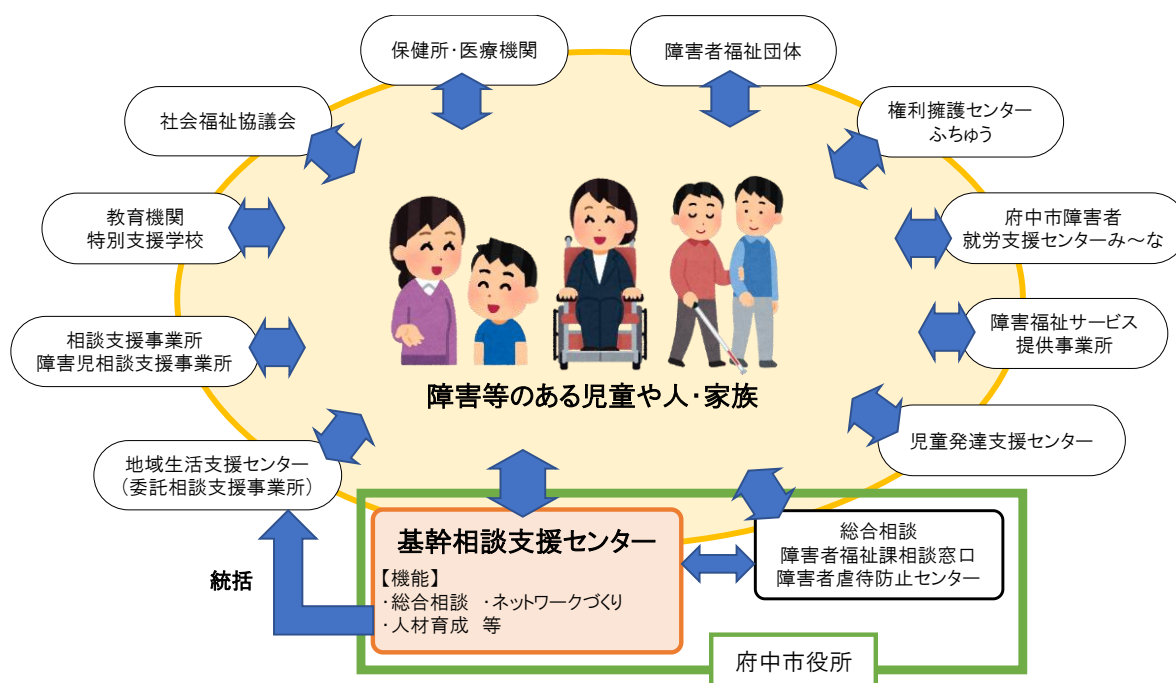 保健所・医療機関
障害者福祉団体
社会福祉協議会
権利擁護センター
ふちゅう
教育機関
特別支援学校
府中市障害者
就労支援センターみ～な
相談支援事業所
障害児相談支援事業所
障害福祉サービス
提供事業所
障害等のある児童や人・家族
地域生活支援センター
（委託相談支援事業所）
児童発達支援センター
統括
基幹相談支援センター
【機能】
・総合相談 ・ネットワークづくり
・人材育成 等
総合相談
障害者福祉課相談窓口
障害者虐待防止センター
府中市役所